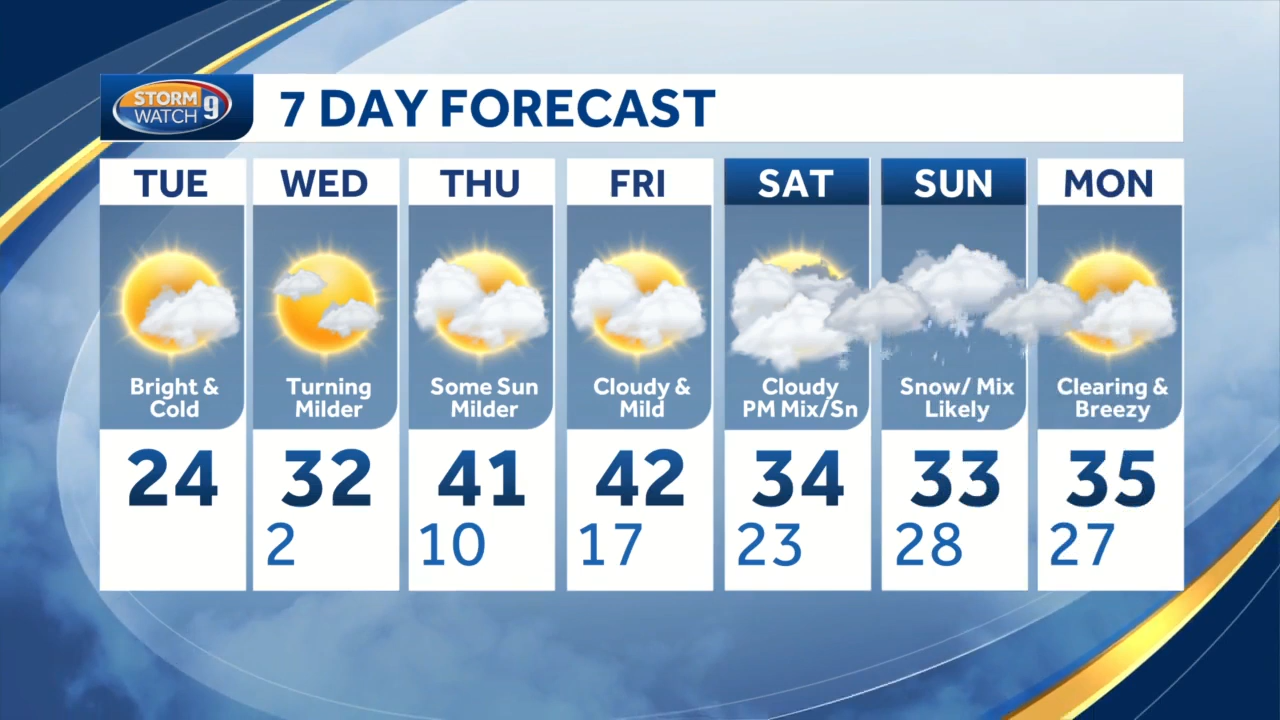 STORM
WATCH 9
7 DAY FORECAST
TUE
Bright &
Cold
24
WED
Turning
Milder
32
2
THU
Some Sun
Milder
41
10
FRI
Cloudy &
Mild
42
17
SAT
Cloudy
PM Mix/Sn
34
23
SUN
Snow/ Mix
Likely
33
28
MON
Clearing &
Breezy
35
27